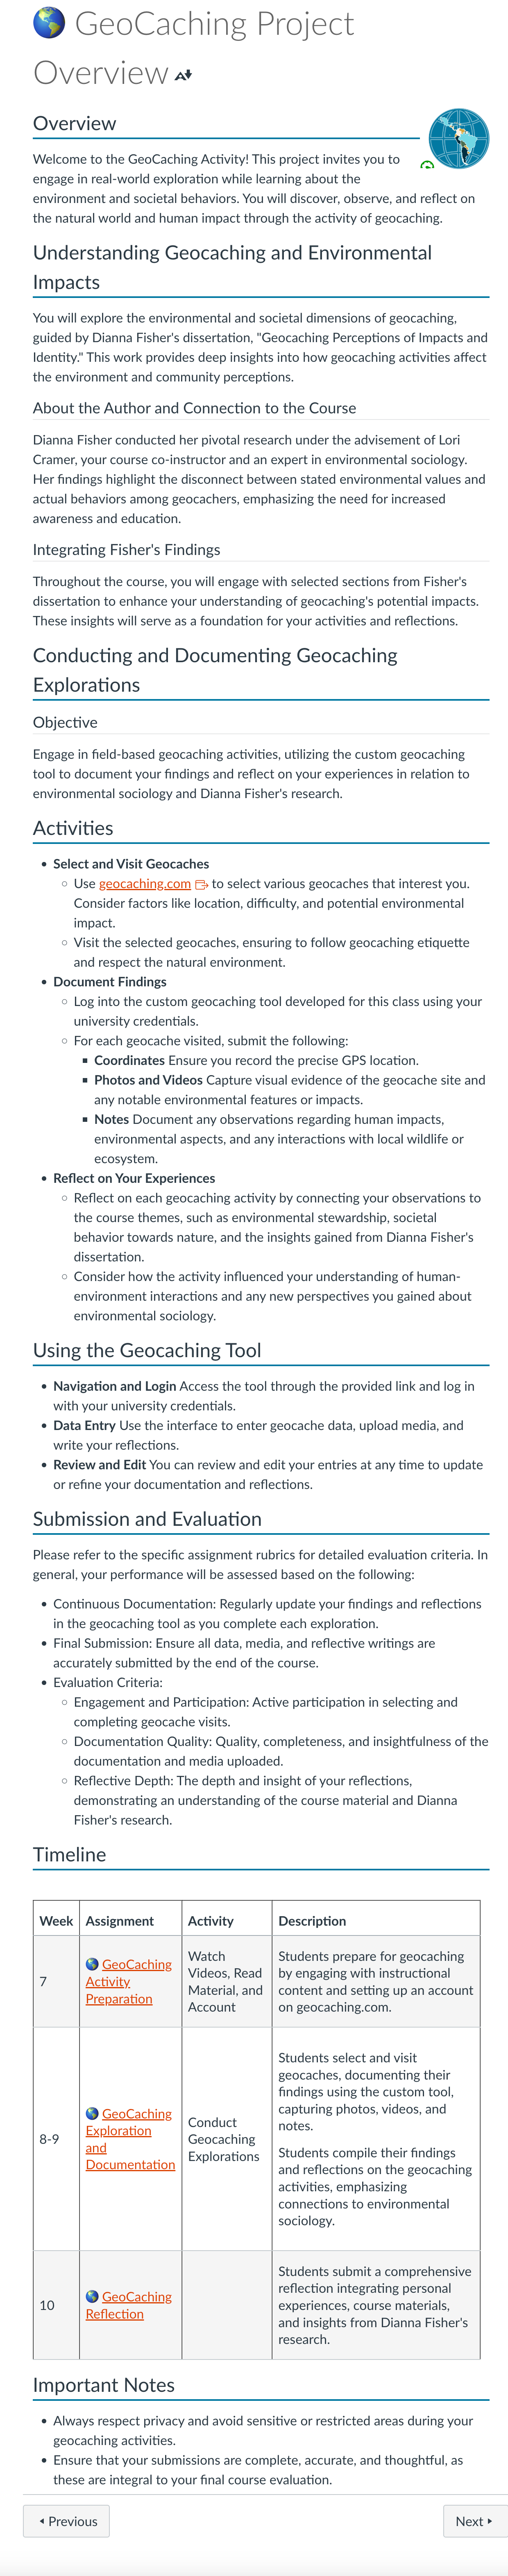 GeoCaching Project
Overview
Overview
Welcome to the GeoCaching Activity! This project invites you to
engage in real-world exploration while learning about the
environment and societal behaviors. You will discover, observe, and reflect on
the natural world and human impact through the activity of geocaching.
Understanding Geocaching and Environmental
Impacts
You will explore the environmental and societal dimensions of geocaching,
guided by Dianna Fisher's dissertation, "Geocaching Perceptions of Impacts and
Identity." This work provides deep insights into how geocaching activities affect
the environment and community perceptions.
About the Author and Connection to the Course
Dianna Fisher conducted her pivotal research under the advisement of Lori
Cramer, your course co-instructor and an expert in environmental sociology.
Her findings highlight the disconnect between stated environmental values and
actual behaviors among geocachers, emphasizing the need for increased
awareness and education.
Integrating Fisher's Findings
Throughout the course, you will engage with selected sections from Fisher's
dissertation to enhance your understanding of geocaching's potential impacts.
These insights will serve as a foundation for your activities and reflections.
Conducting and Documenting Geocaching
Explorations
Objective
Engage in field-based geocaching activities, utilizing the custom geocaching
tool to document your findings and reflect on your experiences in relation to
environmental sociology and Dianna Fisher's research.
Activities
• Select and Visit Geocaches
◦ Use geocaching.com to select various geocaches that interest you.
Consider factors like location, difficulty, and potential environmental
impact.
◦ Visit the selected geocaches, ensuring to follow geocaching etiquette
and respect the natural environment.
• Document Findings
◦ Log into the custom geocaching tool developed for this class using your
university credentials.
◦ For each geocache visited, submit the following:
▪ Coordinates Ensure you record the precise GPS location.
▪ Photos and Videos Capture visual evidence of the geocache site and
any notable environmental features or impacts.
▪ Notes Document any observations regarding human impacts,
environmental aspects, and any interactions with local wildlife or
ecosystem.
• Reflect on Your Experiences
◦ Reflect on each geocaching activity by connecting your observations to
the course themes, such as environmental stewardship, societal
behavior towards nature, and the insights gained from Dianna Fisher's
dissertation.
◦ Consider how the activity influenced your understanding of human-
environment interactions and any new perspectives you gained about
environmental sociology.
Using the Geocaching Tool
• Navigation and Login Access the tool through the provided link and log in
with your university credentials.
• Data Entry Use the interface to enter geocache data, upload media, and
write your reflections.
• Review and Edit You can review and edit your entries at any time to update
or refine your documentation and reflections.
Submission and Evaluation
Please refer to the specific assignment rubrics for detailed evaluation criteria. In
general, your performance will be assessed based on the following:
• Continuous Documentation: Regularly update your findings and reflections
in the geocaching tool as you complete each exploration.
• Final Submission: Ensure all data, media, and reflective writings are
accurately submitted by the end of the course.
• Evaluation Criteria:
◦ Engagement and Participation: Active participation in selecting and
completing geocache visits.
◦ Documentation Quality: Quality, completeness, and insightfulness of the
documentation and media uploaded.
◦ Reflective Depth: The depth and insight of your reflections,
demonstrating an understanding of the course material and Dianna
Fisher's research.
Timeline
Week Assignment Activity Description
7
GeoCaching
Activity
Preparation
Watch
Videos, Read
Material, and
Account
Students prepare for geocaching
by engaging with instructional
content and setting up an account
on geocaching.com.
8-9
GeoCaching
Exploration
and
Documentation
Conduct
Geocaching
Explorations
Students select and visit
geocaches, documenting their
findings using the custom tool,
capturing photos, videos, and
notes.
Students compile their findings
and reflections on the geocaching
activities, emphasizing
connections to environmental
sociology.
10
GeoCaching
Reflection
Students submit a comprehensive
reflection integrating personal
experiences, course materials,
and insights from Dianna Fisher's
research.
Important Notes
• Always respect privacy and avoid sensitive or restricted areas during your
geocaching activities.
• Ensure that your submissions are complete, accurate, and thoughtful, as
these are integral to your final course evaluation.
Previous
Next